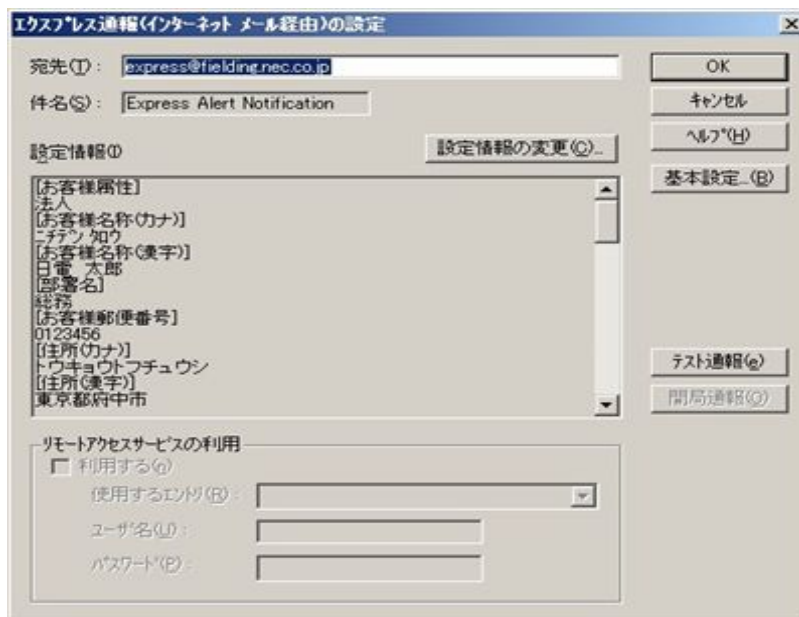 エクスプレス通報(インターネット メール経由)の設定
宛先(T):
express@fielding.nec.co.jp
OK
件名(S):
Express Alert Notification
キャンセル
ヘルプ(H)
設定情報(I)
設定情報の変更(C)...
基本設定...(B)
[お客様属性]
法人
[お客様名称(カナ)]
ニチデン タロウ
[お客様名称(漢字)]
日電 太郎
[部署名]
総務
[お客様郵便番号]
0123456
[住所(カナ)]
トウキョウトフチュウシ
[住所(漢字)]
東京都府中市
テスト通報(e)
開局通報(O)
リモートアクセスサービスの利用
利用する(n)
使用するエントリ(R):
ユーザ名(U):
パスワード(P):